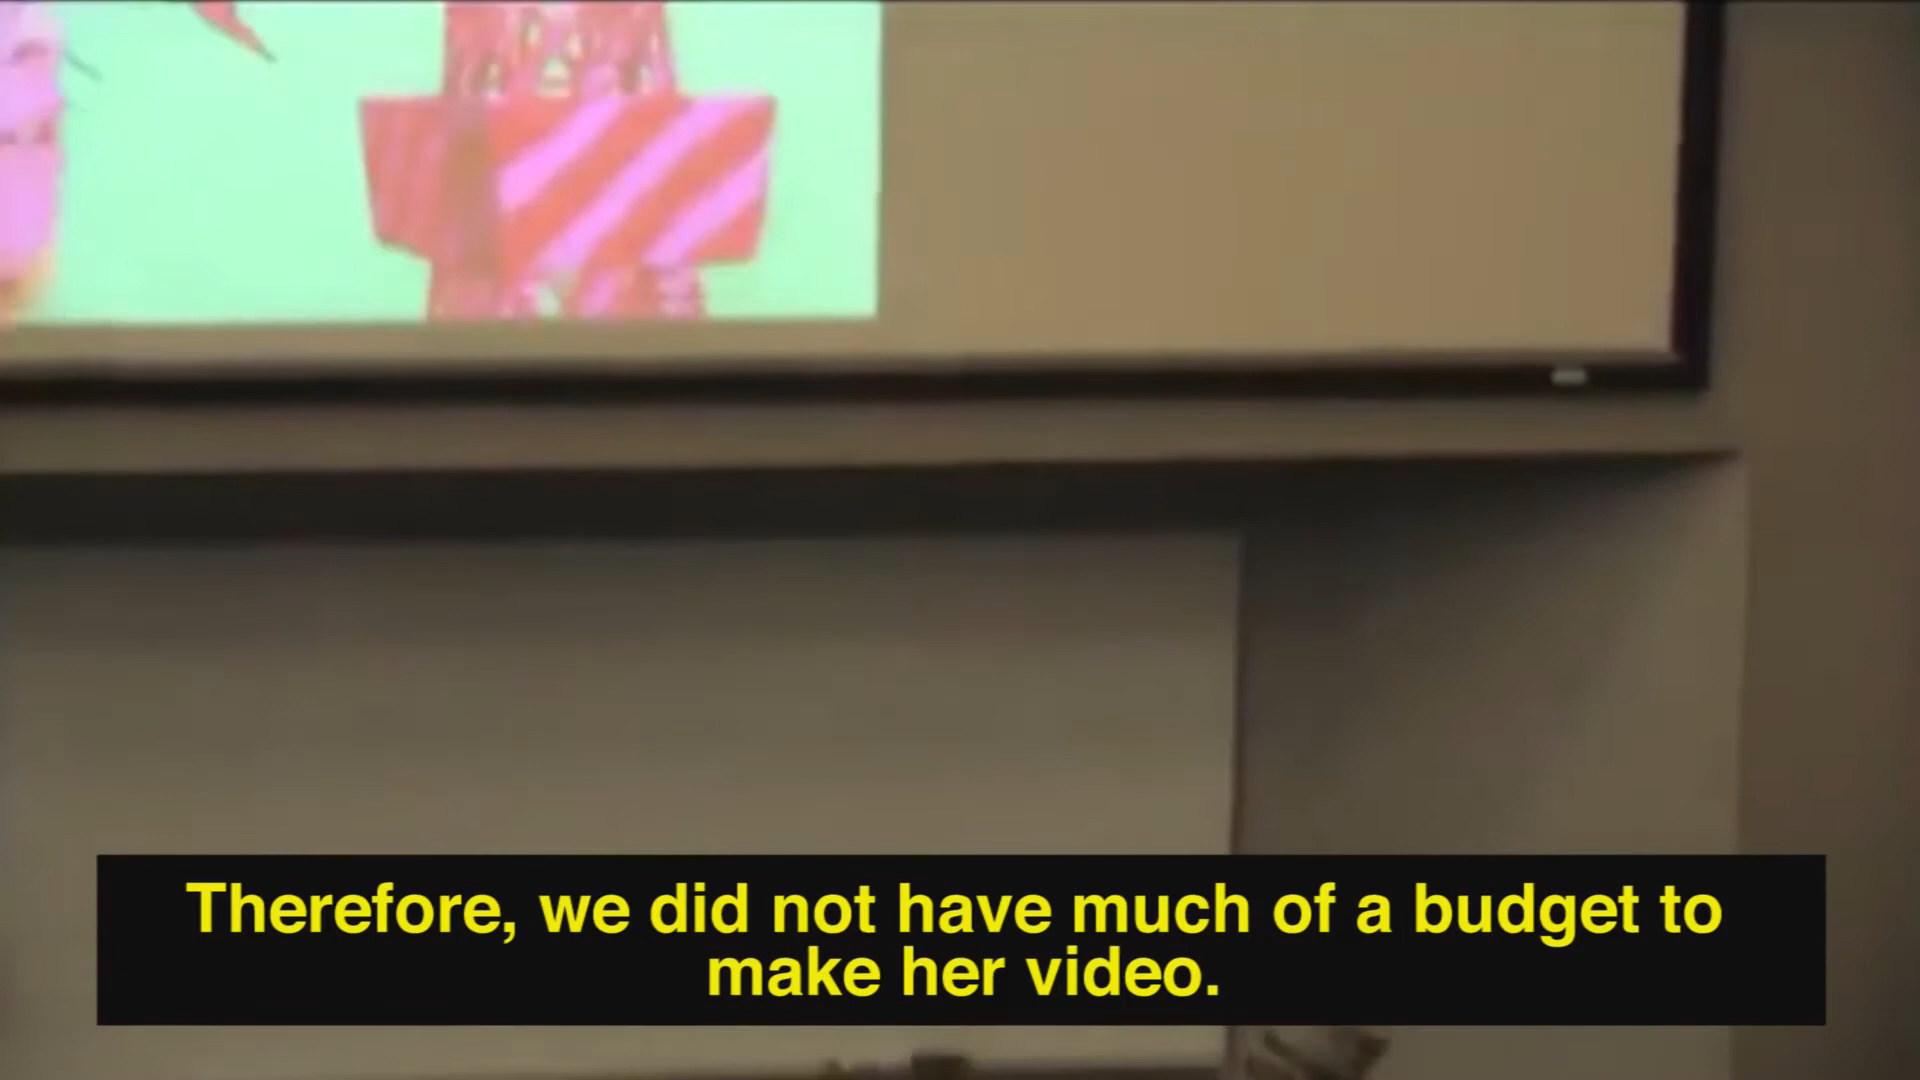 Therefore, we did not have much of a budget to
make her video.